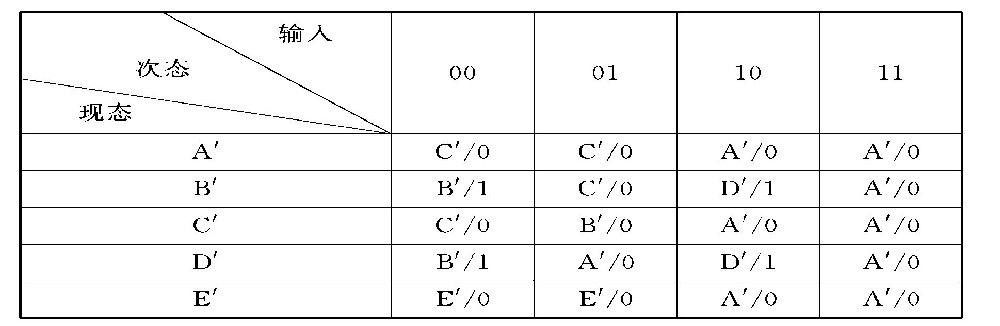 输入
次态
现态
00 01 10 11
A′ C′/0 C′/0 A′/0 A′/0
B′ B′/1 C′/0 D′/1 A′/0
C′ C′/0 B′/0 A′/0 A′/0
D′ B′/1 A′/0 D′/1 A′/0
E′ E′/0 E′/0 A′/0 A′/0